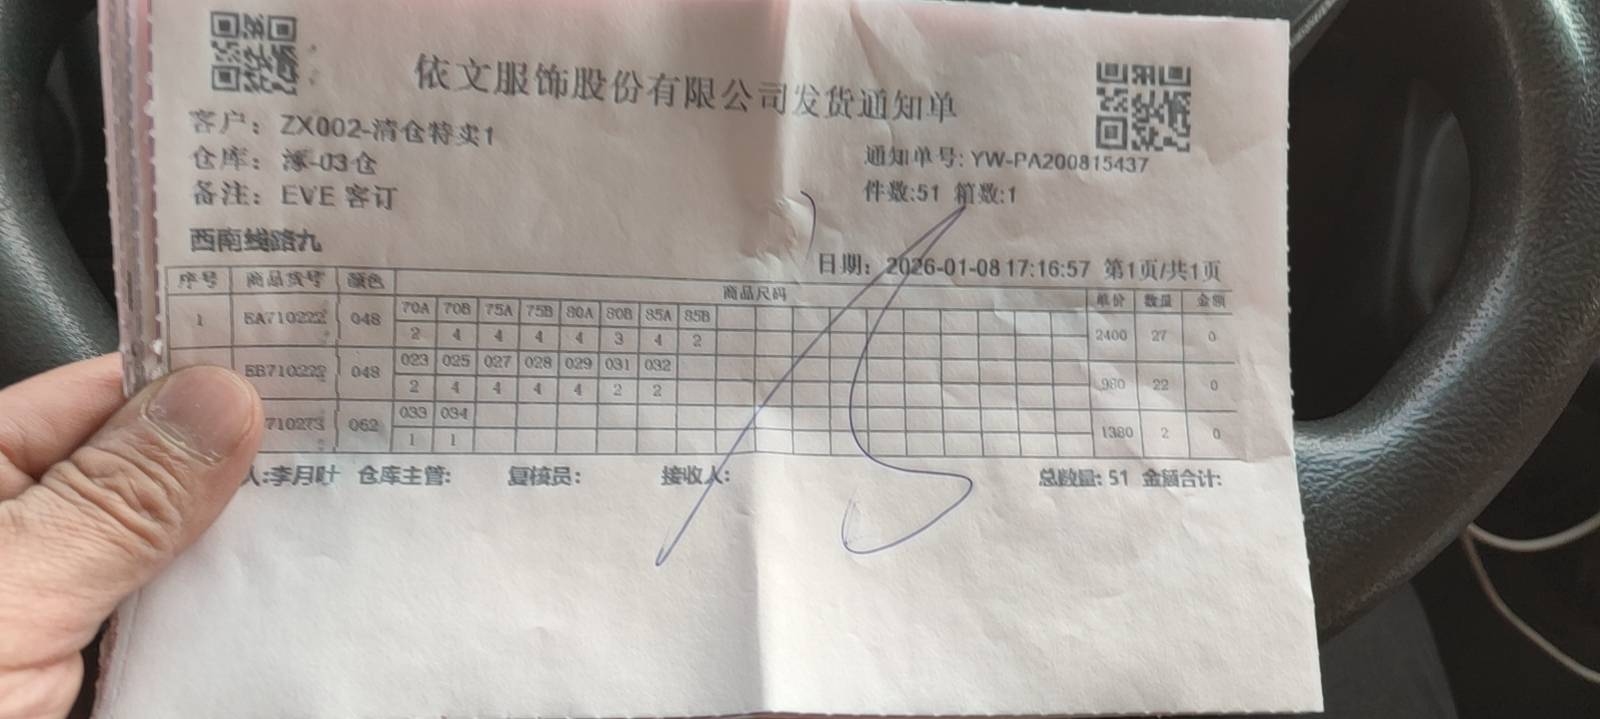 依文服饰股份有限公司发货通知单
客户：ZX002-清仓特卖1
仓库：涿-03仓
通知单号:YW-PA200815437
备注：EVE 客订
件数:51 箱数:1
西南线路九
日期：2026-01-08 17:16:57 第1页/共1页
序号 商品货号 颜色 商品尺码 单价 数量 金额
70A 70B 75A 75B 80A 80B 85A 85B
1 EA710222 048 2400 27 0
2 4 4 4 4 3 4 2
023 025 027 028 029 031 032
EB710222 048 980 22 0
2 4 4 4 4 2 2
033 034
710273 062 1380 2 0
1 1
人:李月叶 仓库主管: 复核员: 接收人: 总数量: 51 金额合计: